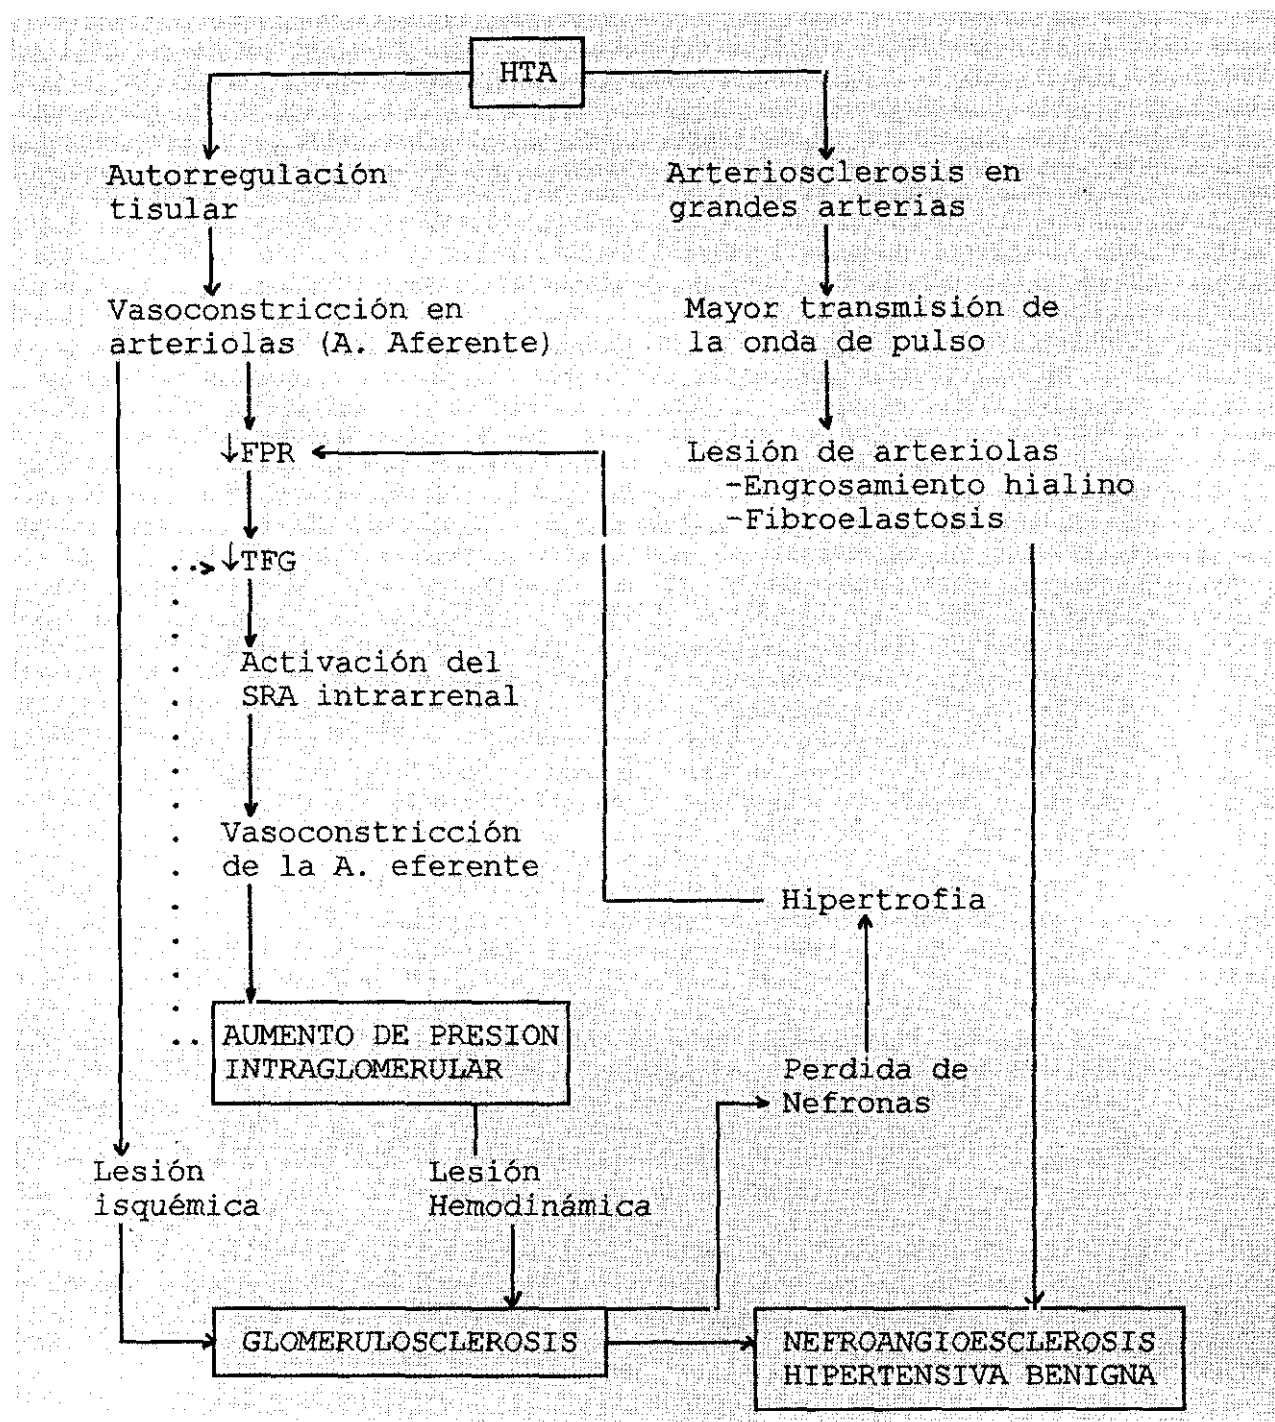 HTA
Autorregulación
tisular
Arteriosclerosis en
grandes arterias
Vasoconstricción en
arteriolas (A. Aferente)
Mayor transmisión de
la onda de pulso
↓FPR
Lesión de arteriolas
-Engrosamiento hialino
-Fibroelastosis
↓TFG
Activación del
SRA intrarrenal
Vasoconstricción
de la A. eferente
Hipertrofia
AUMENTO DE PRESION
INTRAGLOMERULAR
Perdida de
Nefronas
Lesión
isquémica
Lesión
Hemodinámica
GLOMERULOSCLEROSIS
NEFROANGIOESCLEROSIS
HIPERTENSIVA BENIGNA